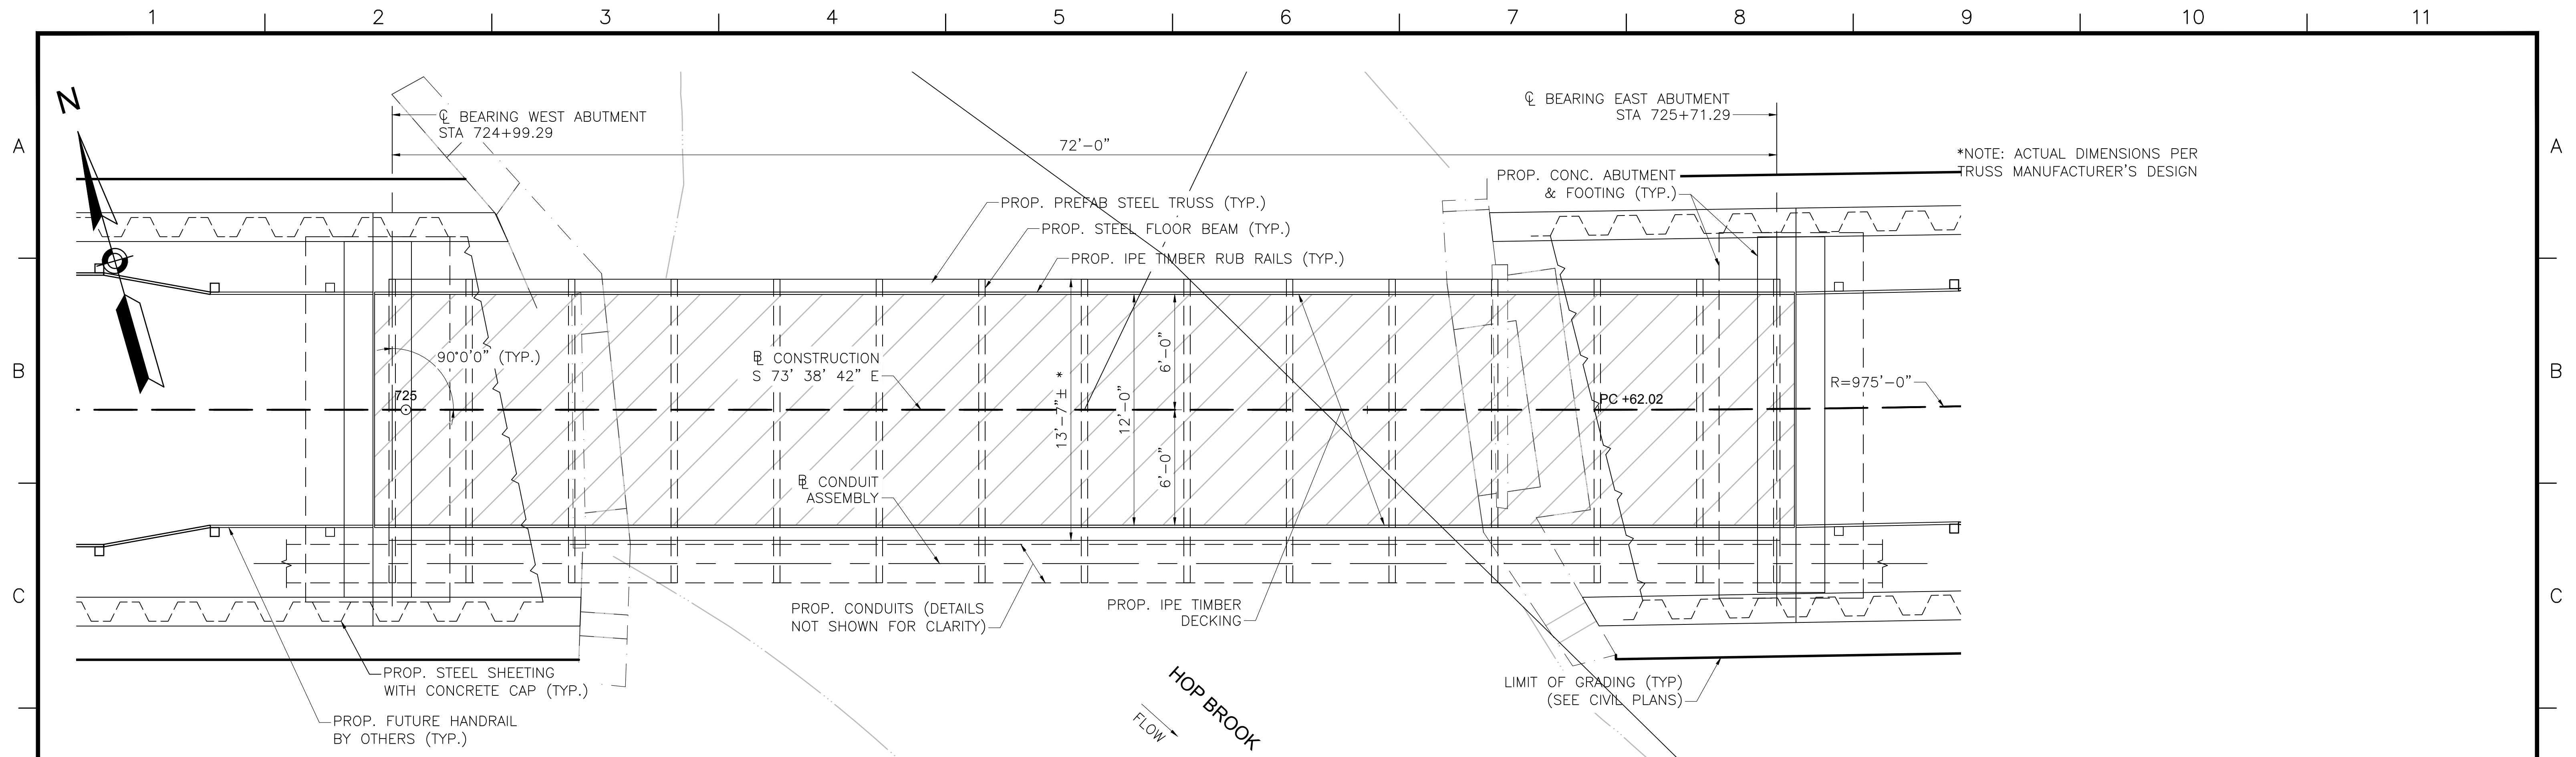 1 2 3 4 5 6 7 8 9 10 11
N
℄ BEARING WEST ABUTMENT
STA 724+99.29
℄ BEARING EAST ABUTMENT
STA 725+71.29
72'-0"
A
A
*NOTE: ACTUAL DIMENSIONS PER
TRUSS MANUFACTURER'S DESIGN
PROP. CONC. ABUTMENT
& FOOTING (TYP.)
PROP. PREFAB STEEL TRUSS (TYP.)
PROP. STEEL FLOOR BEAM (TYP.)
PROP. IPE TIMBER RUB RAILS (TYP.)
90°0'0" (TYP.)
BL CONSTRUCTION
S 73' 38' 42" E
B
B
725
13'-7"± *
12'-0"
6'-0"
6'-0"
PC +62.02
R=975'-0"
BL CONDUIT
ASSEMBLY
C
C
PROP. CONDUITS (DETAILS
NOT SHOWN FOR CLARITY)
PROP. IPE TIMBER
DECKING
PROP. STEEL SHEETING
WITH CONCRETE CAP (TYP.)
PROP. FUTURE HANDRAIL
BY OTHERS (TYP.)
HOP BROOK
FLOW
LIMIT OF GRADING (TYP)
(SEE CIVIL PLANS)